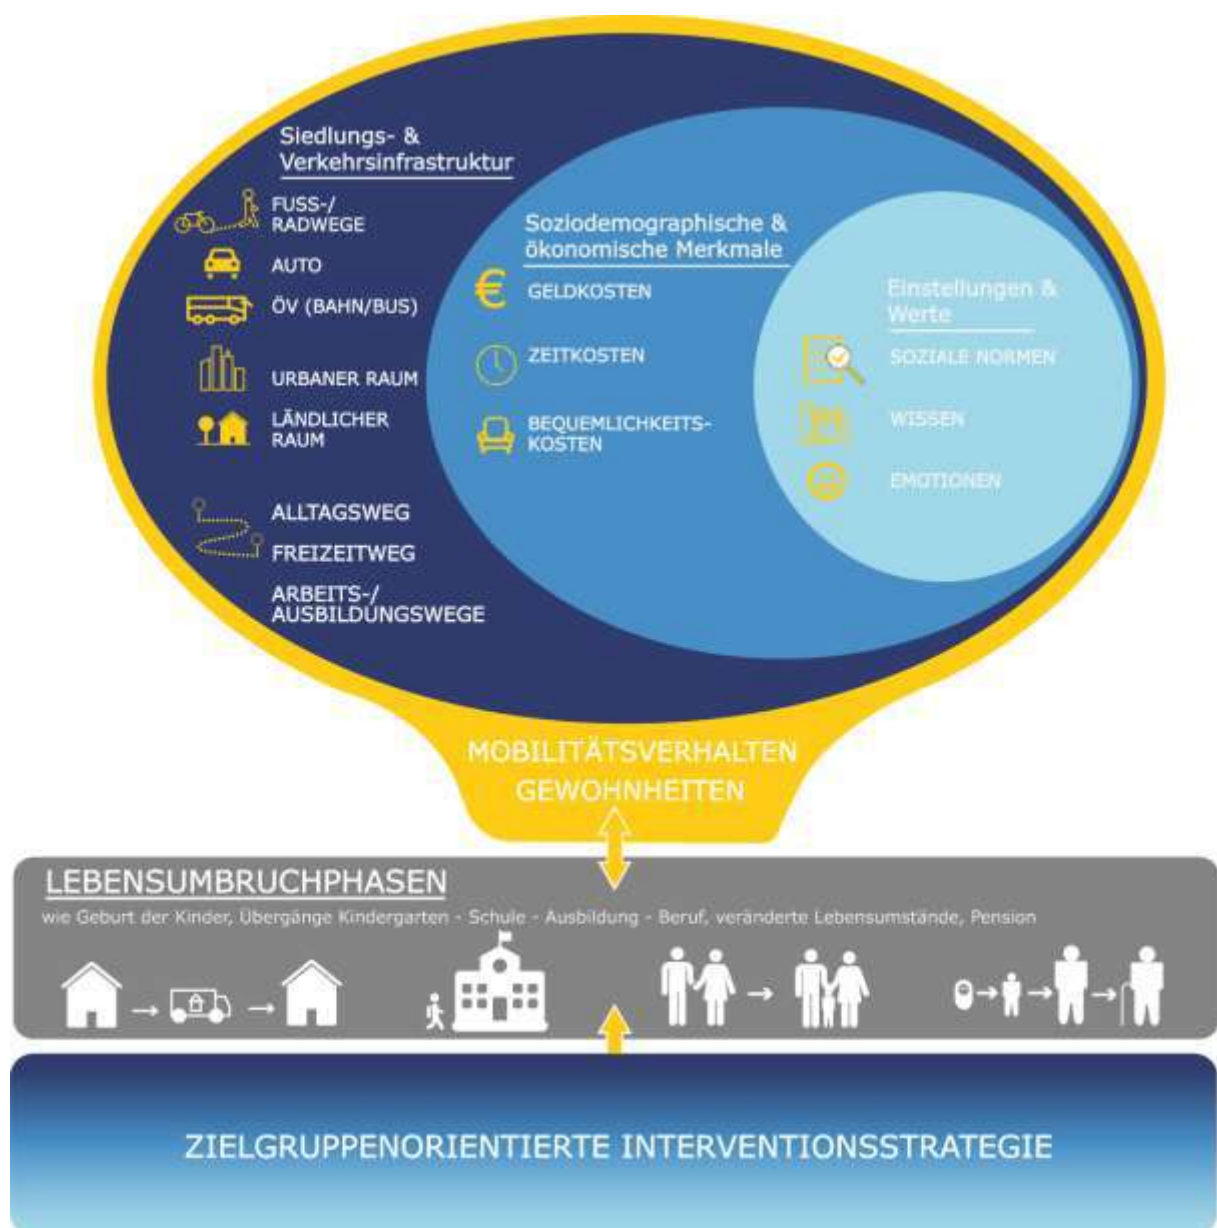 Siedlungs- &
Verkehrsinfrastruktur
FUSS-/
RADWEGE
AUTO
ÖV (BAHN/BUS)
URBANER RAUM
LÄNDLICHER
RAUM
ALLTAGSWEG
FREIZEITWEG
ARBEITS-/
AUSBILDUNGSWEGE
Soziodemographische &
ökonomische Merkmale
€
GELDKOSTEN
ZEITKOSTEN
BEQUEMLICHKEITS-
KOSTEN
Einstellungen &
Werte
SOZIALE NORMEN
WISSEN
EMOTIONEN
MOBILITÄTSVERHALTEN
GEWOHNHEITEN
LEBENSUMBRUCHPHASEN
wie Geburt der Kinder, Übergänge Kindergarten - Schule - Ausbildung - Beruf, veränderte Lebensumstände, Pension
ZIELGRUPPENORIENTIERTE INTERVENTIONSSTRATEGIE